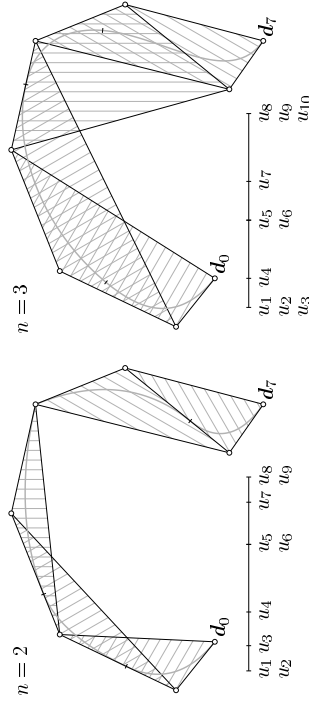 n = 2
d₀
d₇
u₁ u₃ u₄ u₅ u₇ u₈
u₂ u₆ u₉
n = 3
d₀
d₇
u₁ u₄ u₅ u₇ u₈
u₂ u₆ u₉
u₃ u₁₀